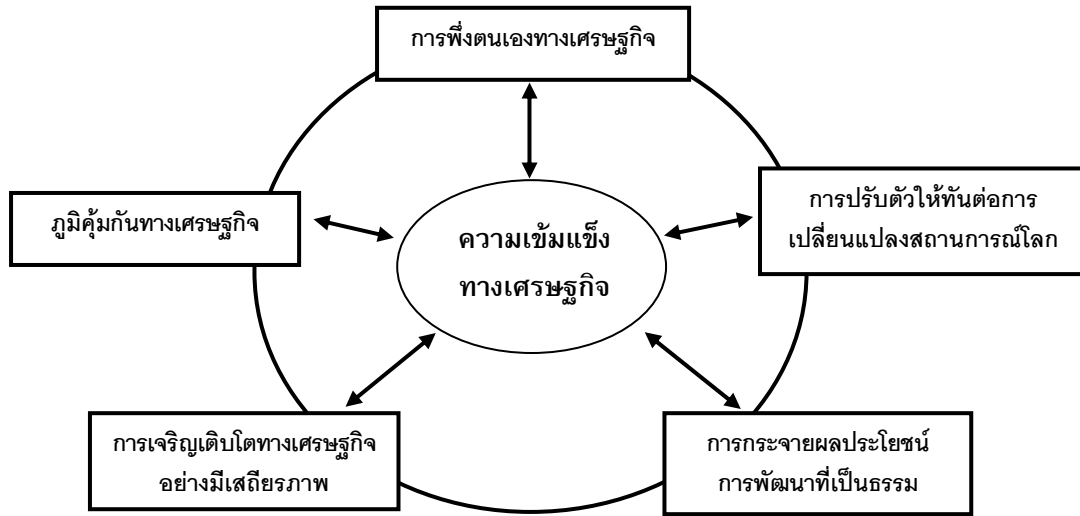 การพึ่งตนเองทางเศรษฐกิจ
ภูมิคุ้มกันทางเศรษฐกิจ
การปรับตัวให้ทันต่อการ
เปลี่ยนแปลงสถานการณ์โลก
ความเข้มแข็ง
ทางเศรษฐกิจ
การเจริญเติบโตทางเศรษฐกิจ
อย่างมีเสถียรภาพ
การกระจายผลประโยชน์
การพัฒนาที่เป็นธรรม